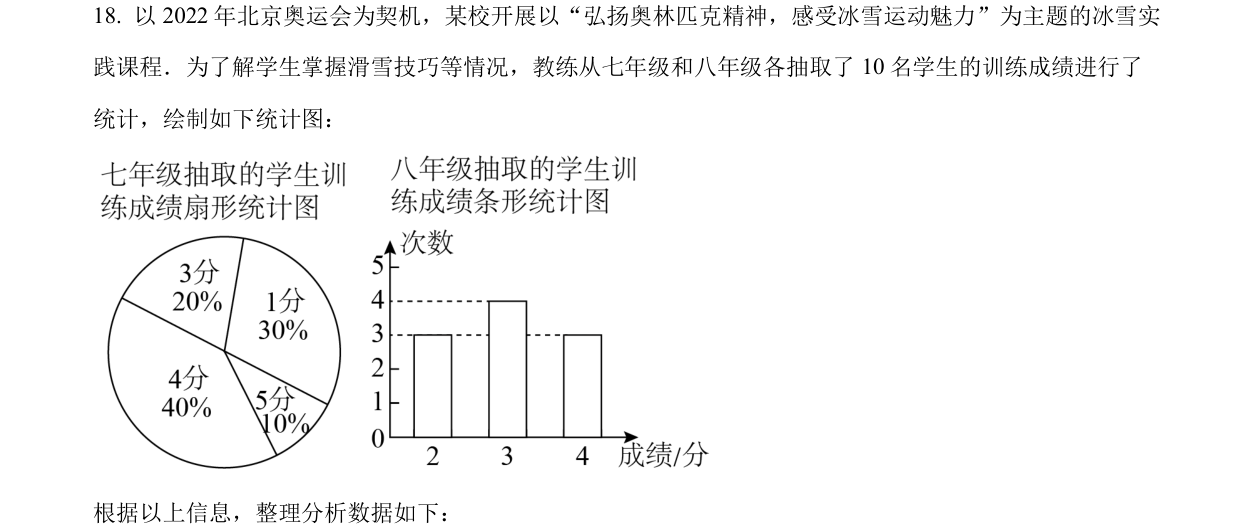 18. 以 2022 年北京奥运会为契机，某校开展以“弘扬奥林匹克精神，感受冰雪运动魅力”为主题的冰雪实
践课程．为了解学生掌握滑雪技巧等情况，教练从七年级和八年级各抽取了 10 名学生的训练成绩进行了
统计，绘制如下统计图：
七年级抽取的学生训
练成绩扇形统计图
3分
20%
1分
30%
4分
40%
5分
10%
八年级抽取的学生训
练成绩条形统计图
次数
5
4
3
2
1
0
2 3 4 成绩/分
根据以上信息，整理分析数据如下：